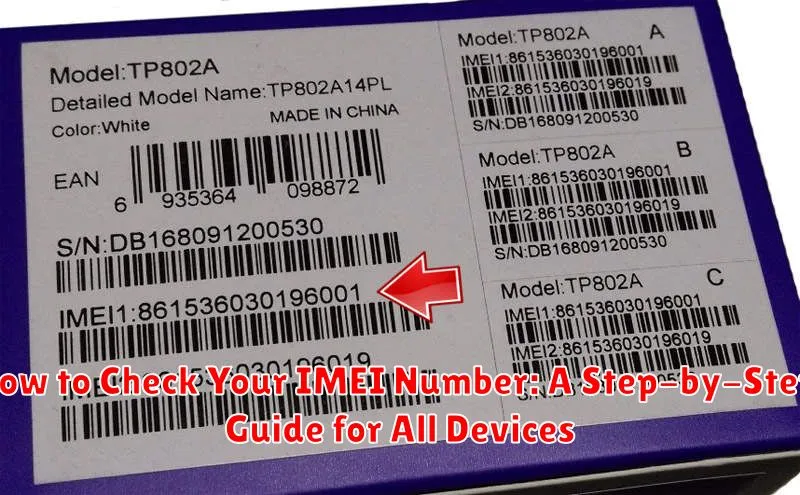 Model:TP802A
Detailed Model Name:TP802A14PL
Color:White
MADE IN CHINA
EAN
6 935364 098872
S/N:DB168091200530
IMEI1:861536030196001
536030196019
Model:TP802A A
IMEI1:861536030196001
IMEI2:861536030196019
S/N:DB168091200530
Model:TP802A B
IMEI1:861536030196001
IMEI2:861536030196019
S/N:DB168091200530
Model:TP802A C
IMEI1:861536030196001
IMEI2:861536030196019
ow to Check Your IMEI Number: A Step-by-Ste
Guide for All Devices